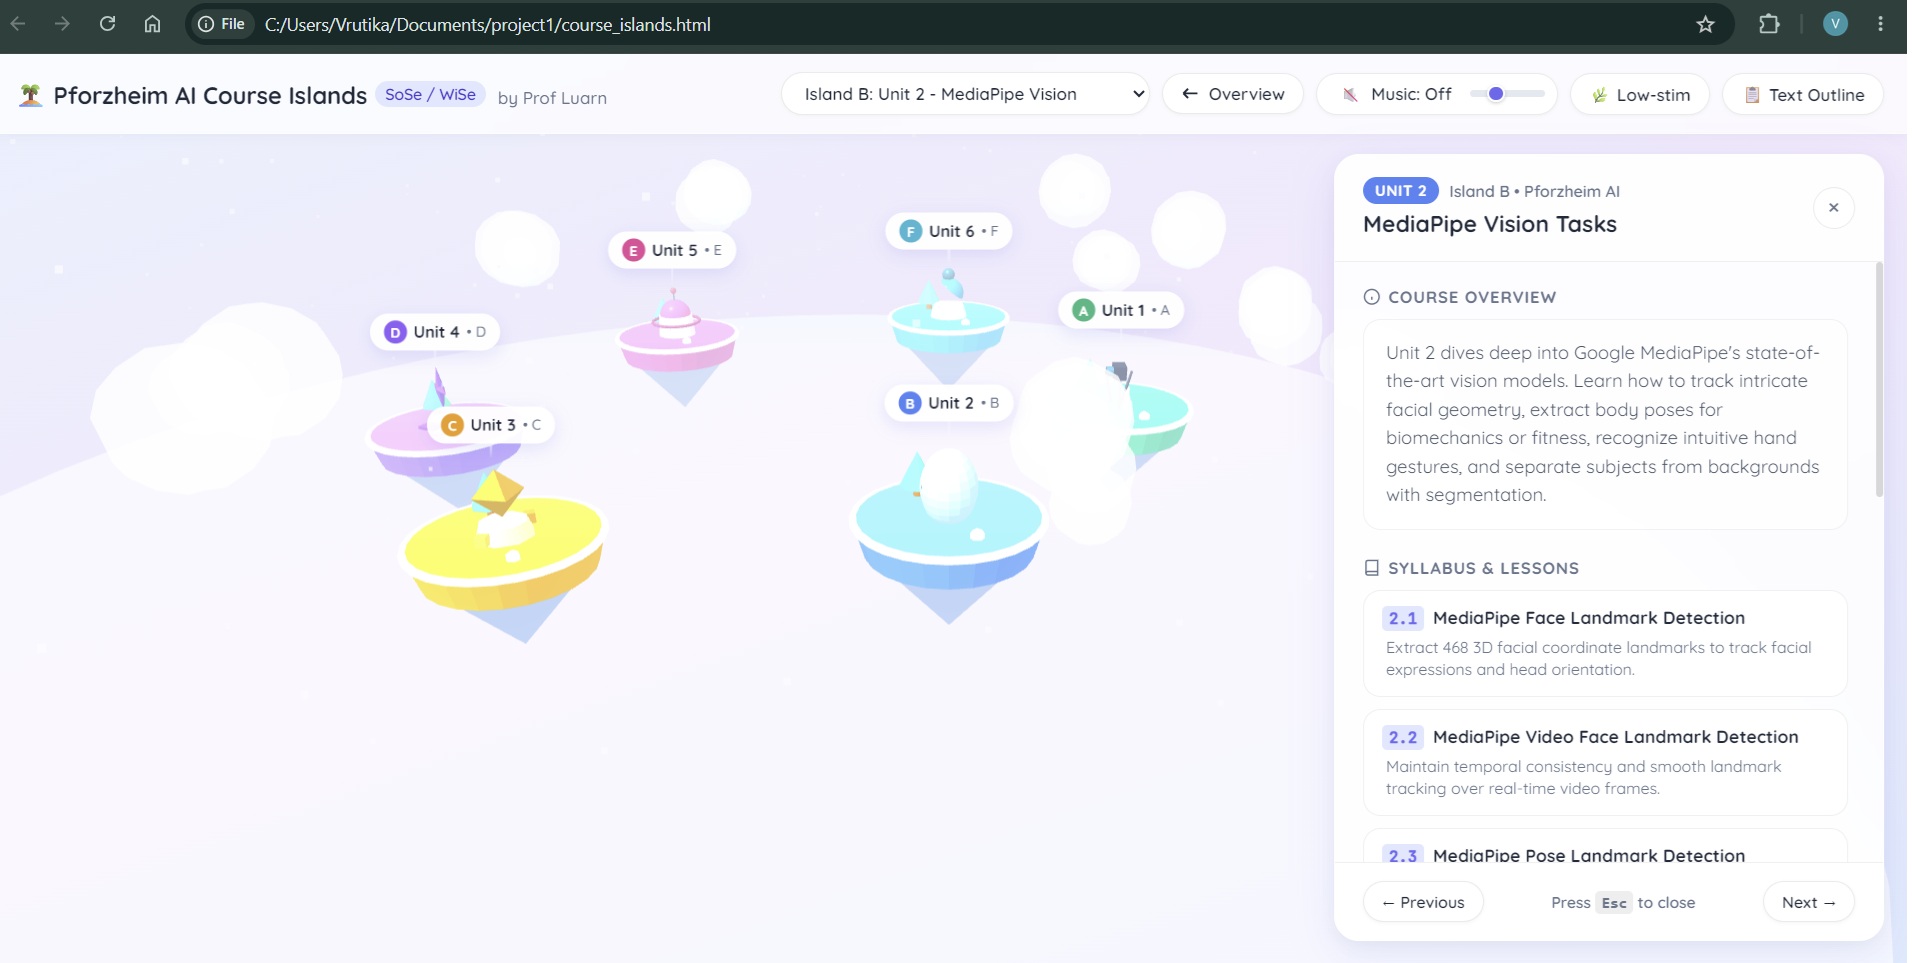 File C:/Users/Vrutika/Documents/project1/course_islands.html
V
Pforzheim AI Course Islands SoSe / WiSe by Prof Luarn
Island B: Unit 2 - MediaPipe Vision
← Overview
Music: Off
Low-stim
Text Outline
E Unit 5 • E
F Unit 6 • F
A Unit 1 • A
D Unit 4 • D
B Unit 2 • B
C Unit 3 • C
UNIT 2 Island B • Pforzheim AI
MediaPipe Vision Tasks
×
COURSE OVERVIEW
Unit 2 dives deep into Google MediaPipe's state-of-
the-art vision models. Learn how to track intricate
facial geometry, extract body poses for
biomechanics or fitness, recognize intuitive hand
gestures, and separate subjects from backgrounds
with segmentation.
SYLLABUS & LESSONS
2.1 MediaPipe Face Landmark Detection
Extract 468 3D facial coordinate landmarks to track facial
expressions and head orientation.
2.2 MediaPipe Video Face Landmark Detection
Maintain temporal consistency and smooth landmark
tracking over real-time video frames.
2.3 MediaPipe Pose Landmark Detection
← Previous
Press Esc to close
Next →